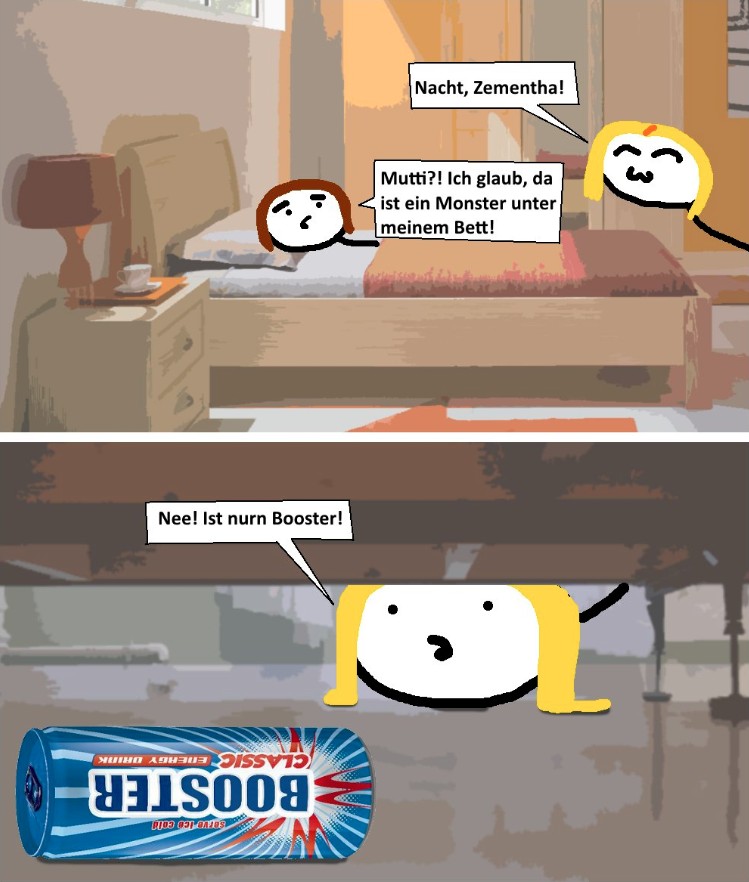 Nacht, Zementha!
Mutti?! Ich glaub, da
ist ein Monster unter
meinem Bett!
Nee! Ist nurn Booster!
serve ice cold
BOOSTER
CLASSIC ENERGY DRINK